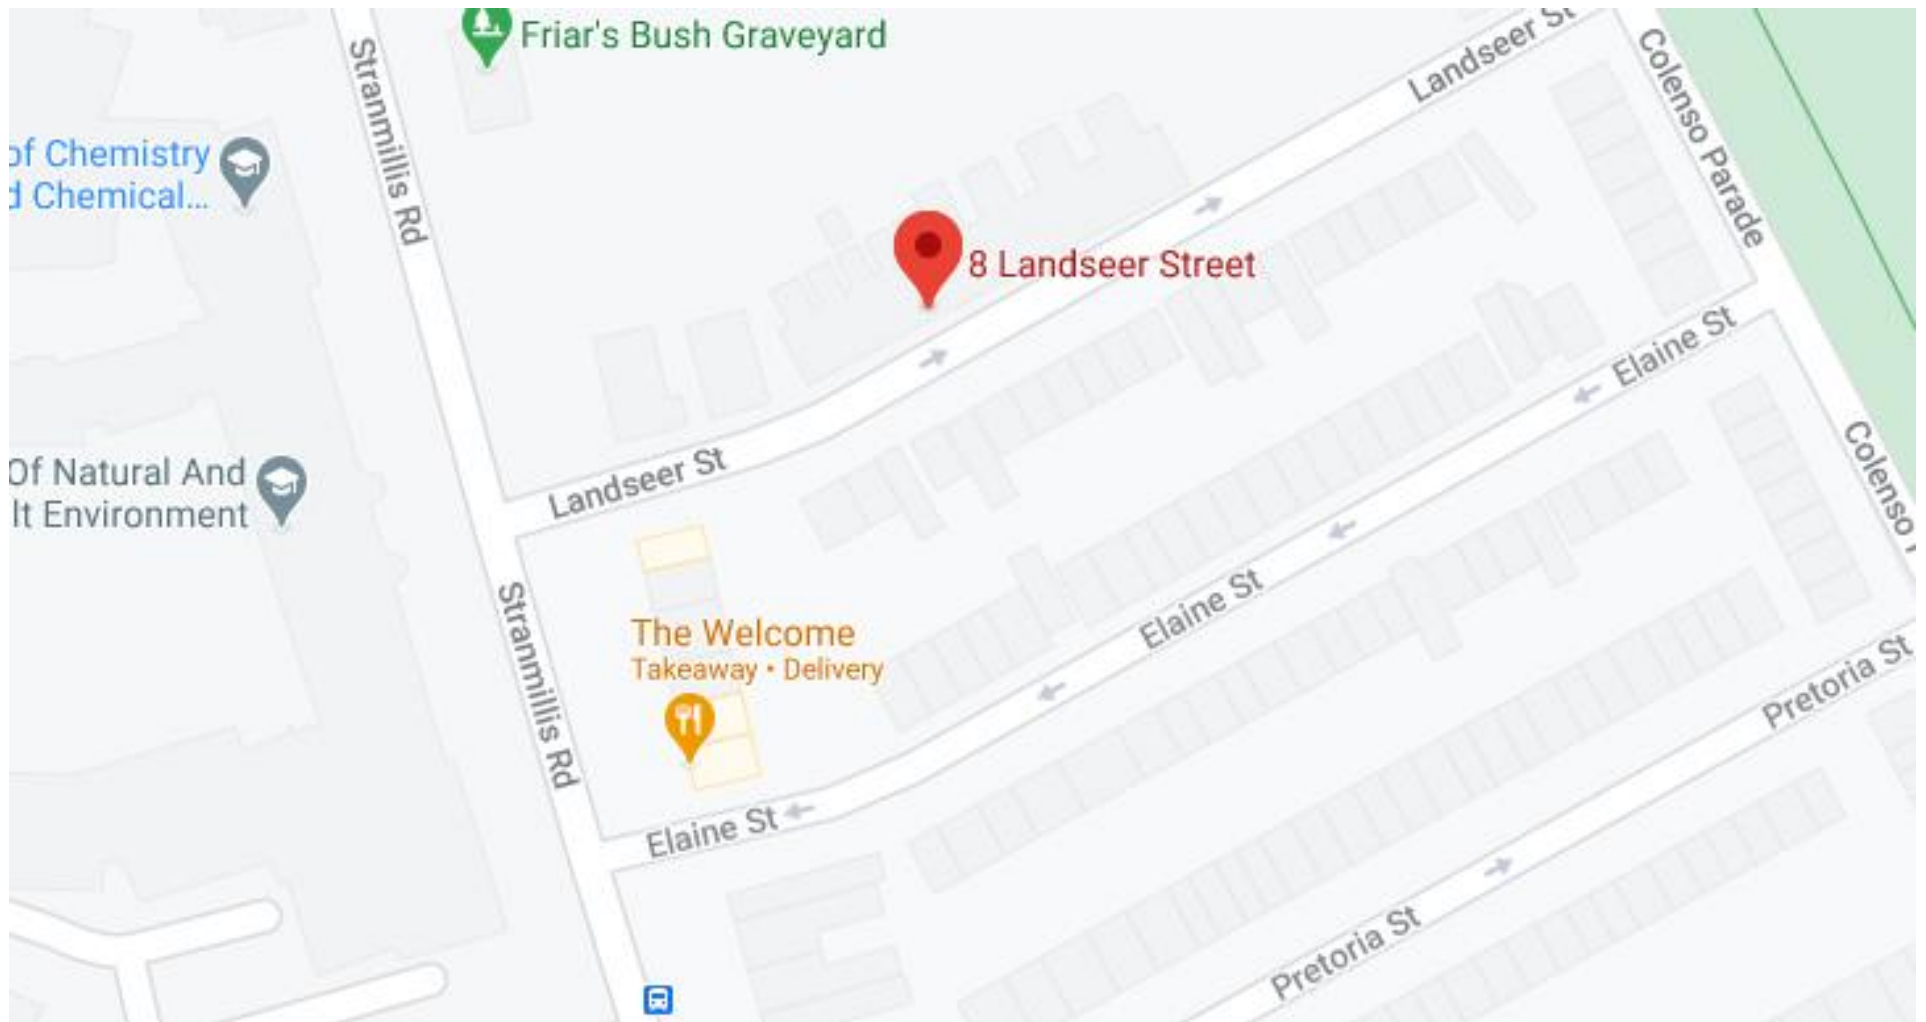 Friar's Bush Graveyard
Landseer St
Colenso Parade
Stranmillis Rd
of Chemistry
d Chemical...
8 Landseer Street
Elaine St
Landseer St
Of Natural And
lt Environment
Colenso
Stranmillis Rd
Elaine St
The Welcome
Takeaway • Delivery
Pretoria St
Elaine St
Pretoria St